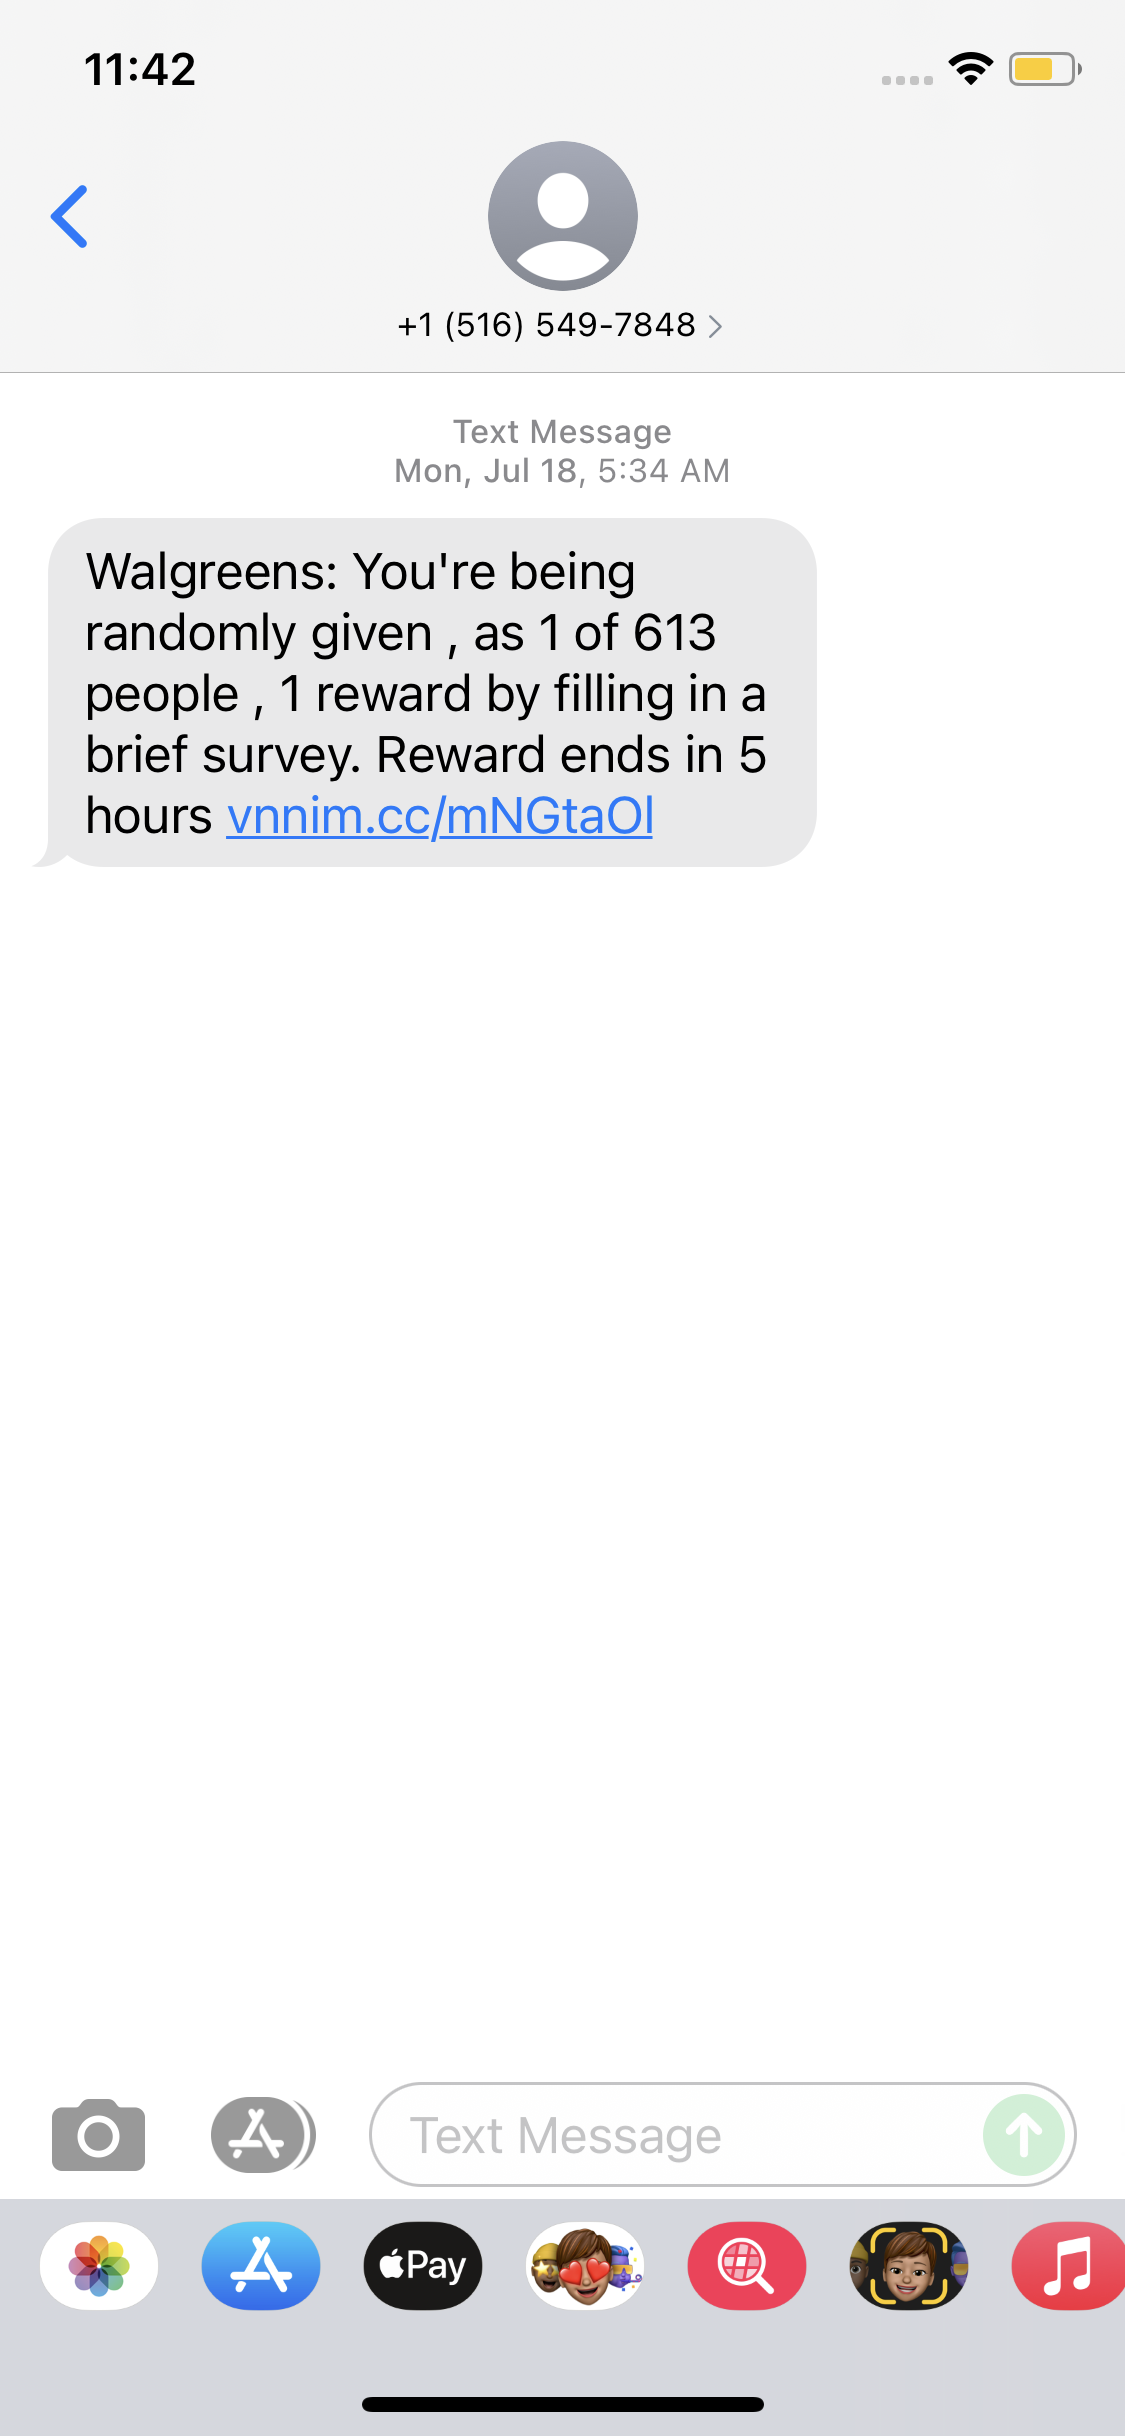 11:42
+1 (516) 549-7848
Text Message
Mon, Jul 18, 5:34 AM
Walgreens: You're being
randomly given , as 1 of 613
people , 1 reward by filling in a
brief survey. Reward ends in 5
hours vnnim.cc/mNGtaOl
Text Message
Pay